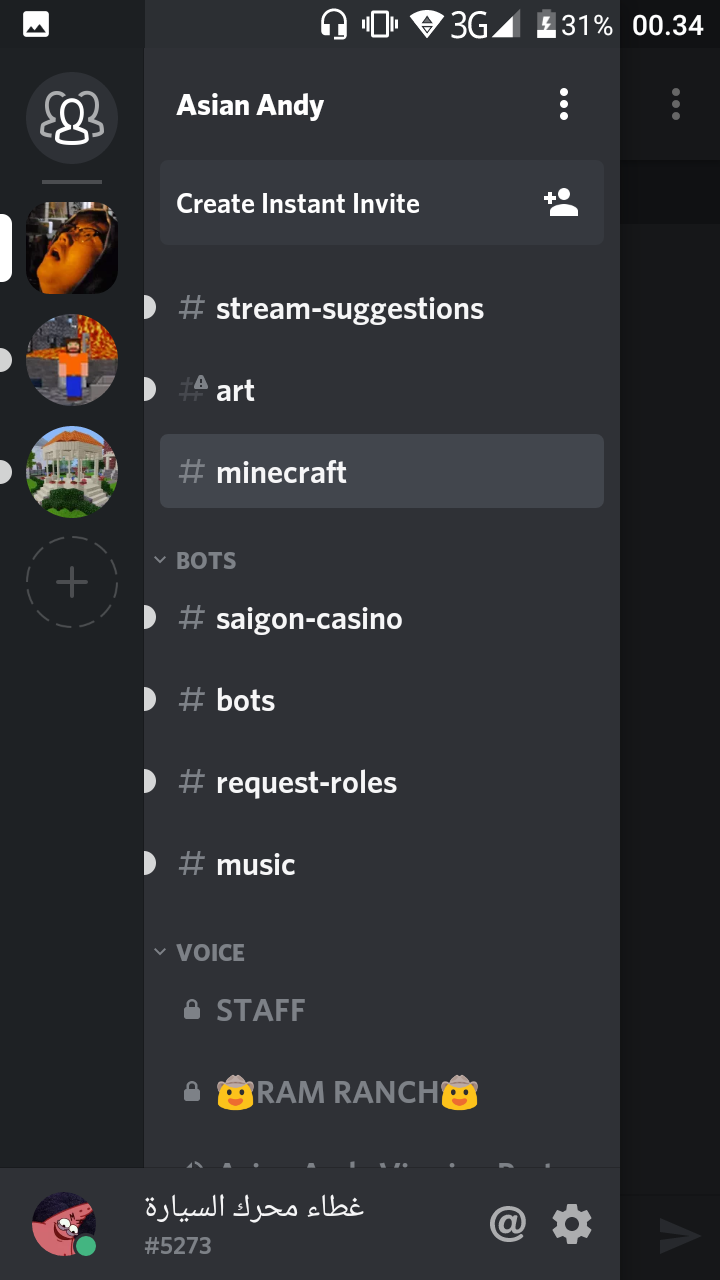 3G 31% 00.34
Asian Andy
Create Instant Invite
# stream-suggestions
# art
# minecraft
BOTS
# saigon-casino
# bots
# request-roles
# music
VOICE
STAFF
🤠RAM RANCH🤠
غطاء محرك السيارة
#5273